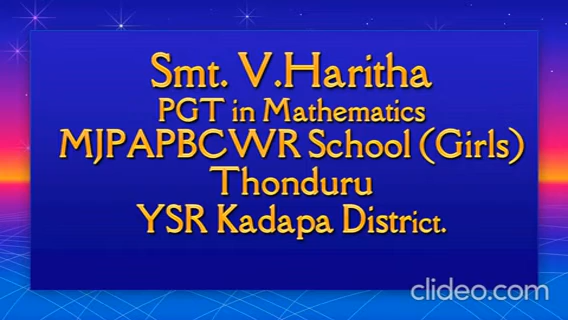 Smt. V.Haritha
PGT in Mathematics
MJPAPBCWR School (Girls)
Thonduru
YSR Kadapa District.
clideo.com